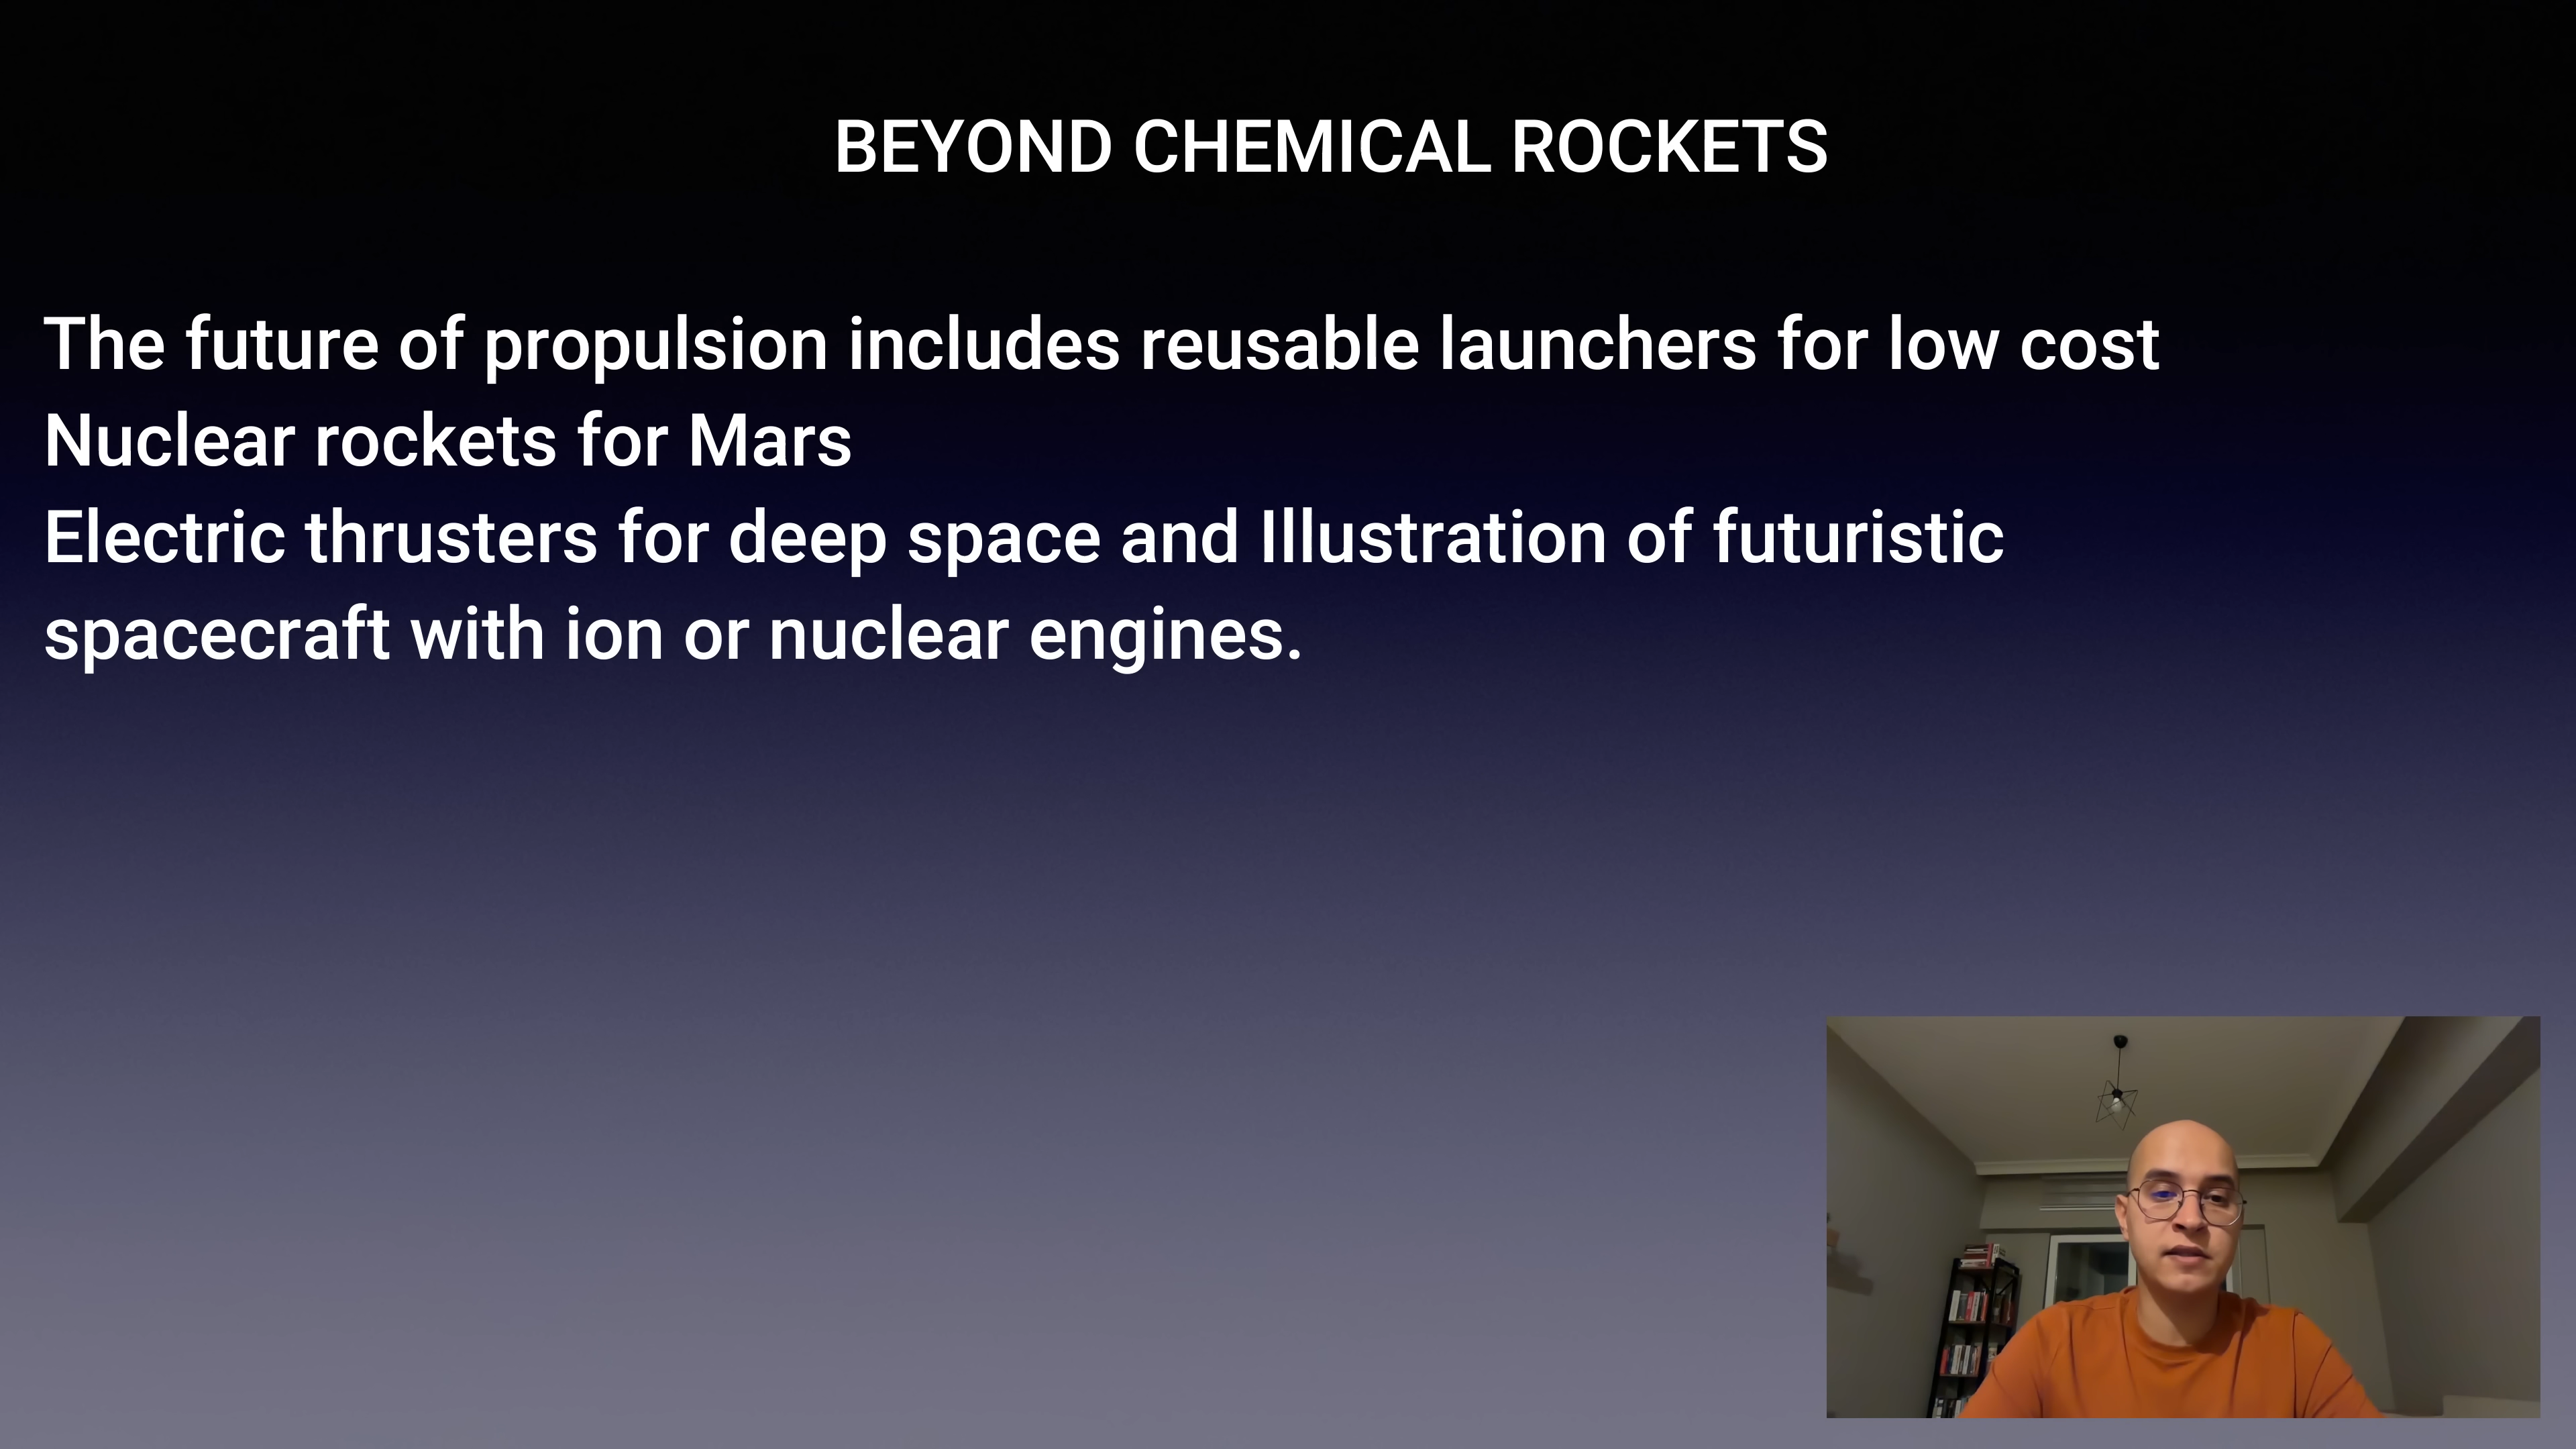 BEYOND CHEMICAL ROCKETS
The future of propulsion includes reusable launchers for low cost
Nuclear rockets for Mars
Electric thrusters for deep space and Illustration of futuristic
spacecraft with ion or nuclear engines.